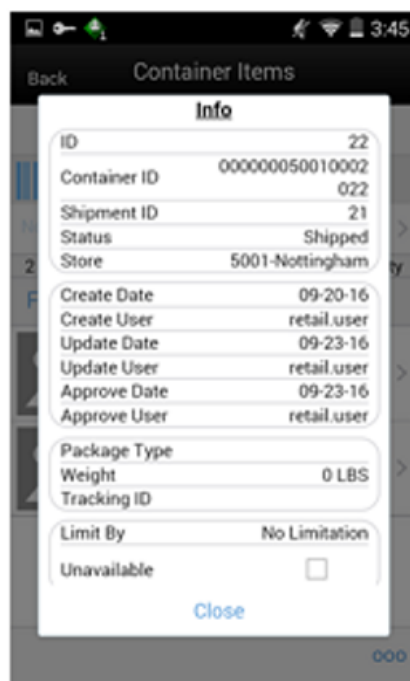 3:45
Back Container Items
Info
ID 22
Container ID 000000050010002
022
Shipment ID 21
Status Shipped
Store 5001-Nottingham
2
Create Date 09-20-16
Create User retail.user
Update Date 09-23-16
Update User retail.user
Approve Date 09-23-16
Approve User retail.user
Package Type
Weight 0 LBS
Tracking ID
Limit By No Limitation
Unavailable
Close